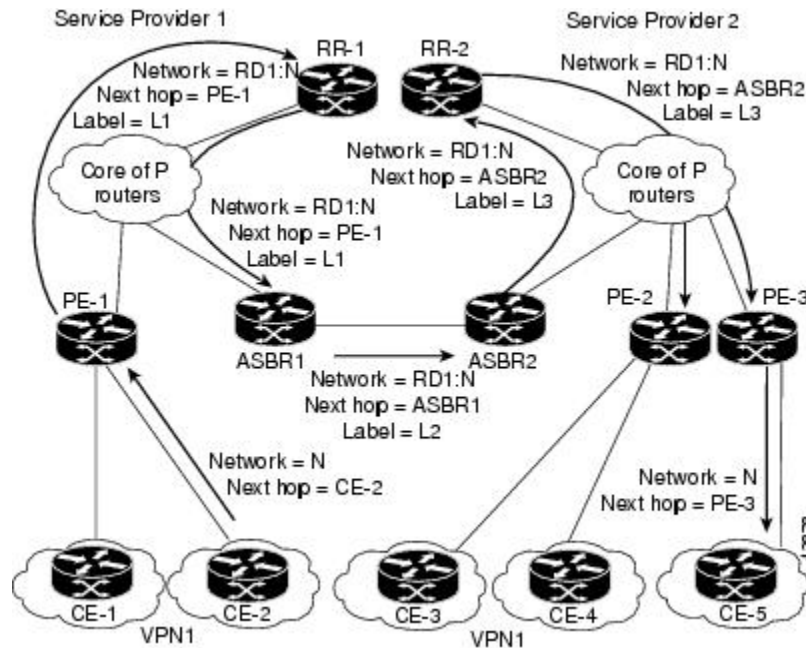 Service Provider 1
Service Provider 2
RR-1
RR-2
Network = RD1:N
Next hop = PE-1
Label = L1
Network = RD1:N
Next hop = ASBR2
Label = L3
Core of P
routers
Network = RD1:N
Next hop = ASBR2
Label = L3
Core of P
routers
Network = RD1:N
Next hop = PE-1
Label = L1
PE-1
PE-2
PE-3
ASBR1
ASBR2
Network = RD1:N
Next hop = ASBR1
Label = L2
Network = N
Next hop = CE-2
Network = N
Next hop = PE-3
CE-1
CE-2
CE-3
CE-4
CE-5
VPN1
VPN1